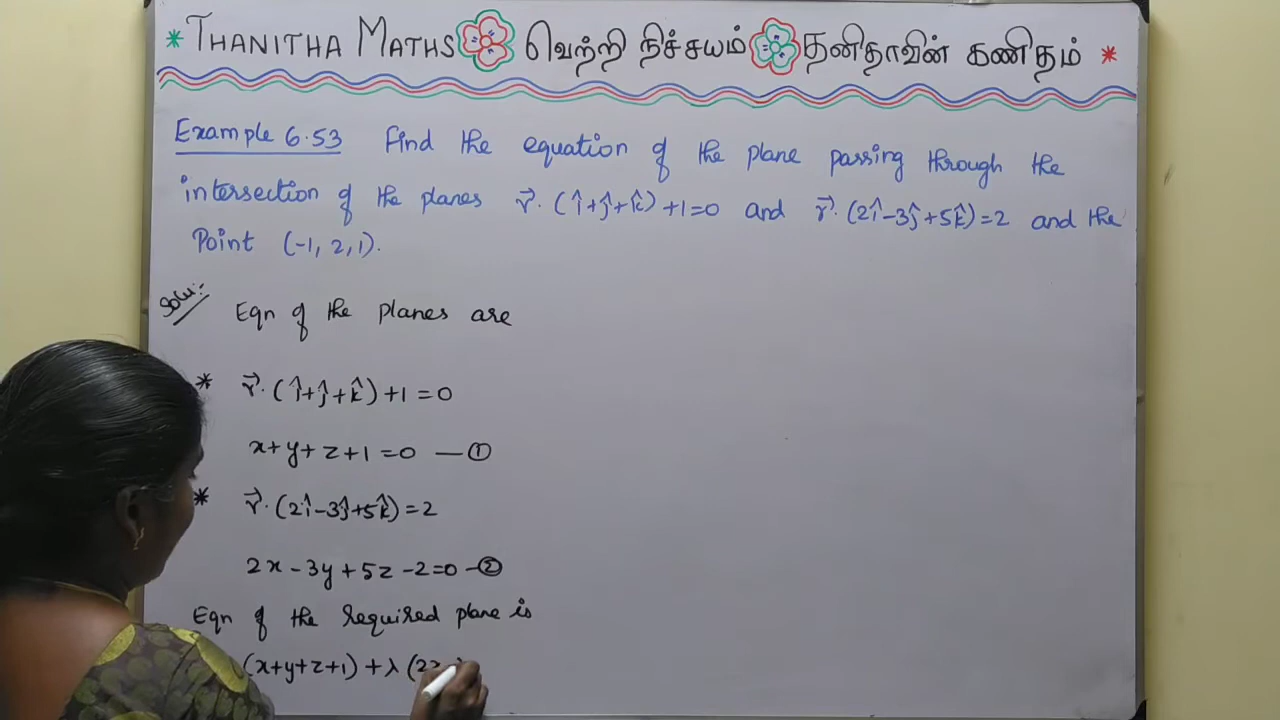 * THANITHA MATHS வெற்றி நிச்சயம் தனிதாவின் கணிதம் *
Example 6.53 Find the equation of the plane passing through the
intersection of the planes r⃗. (î+ĵ+k̂)+1=0 and r⃗. (2î-3ĵ+5k̂)=2 and the
Point (-1, 2, 1).
Solu:- Eqn of the planes are
* r⃗. (î+ĵ+k̂)+1=0
x+y+z+1=0 —①
* r⃗. (2î-3ĵ+5k̂)=2
2x-3y+5z-2=0 -②
Eqn of the required plane is
(x+y+z+1)+λ(2x